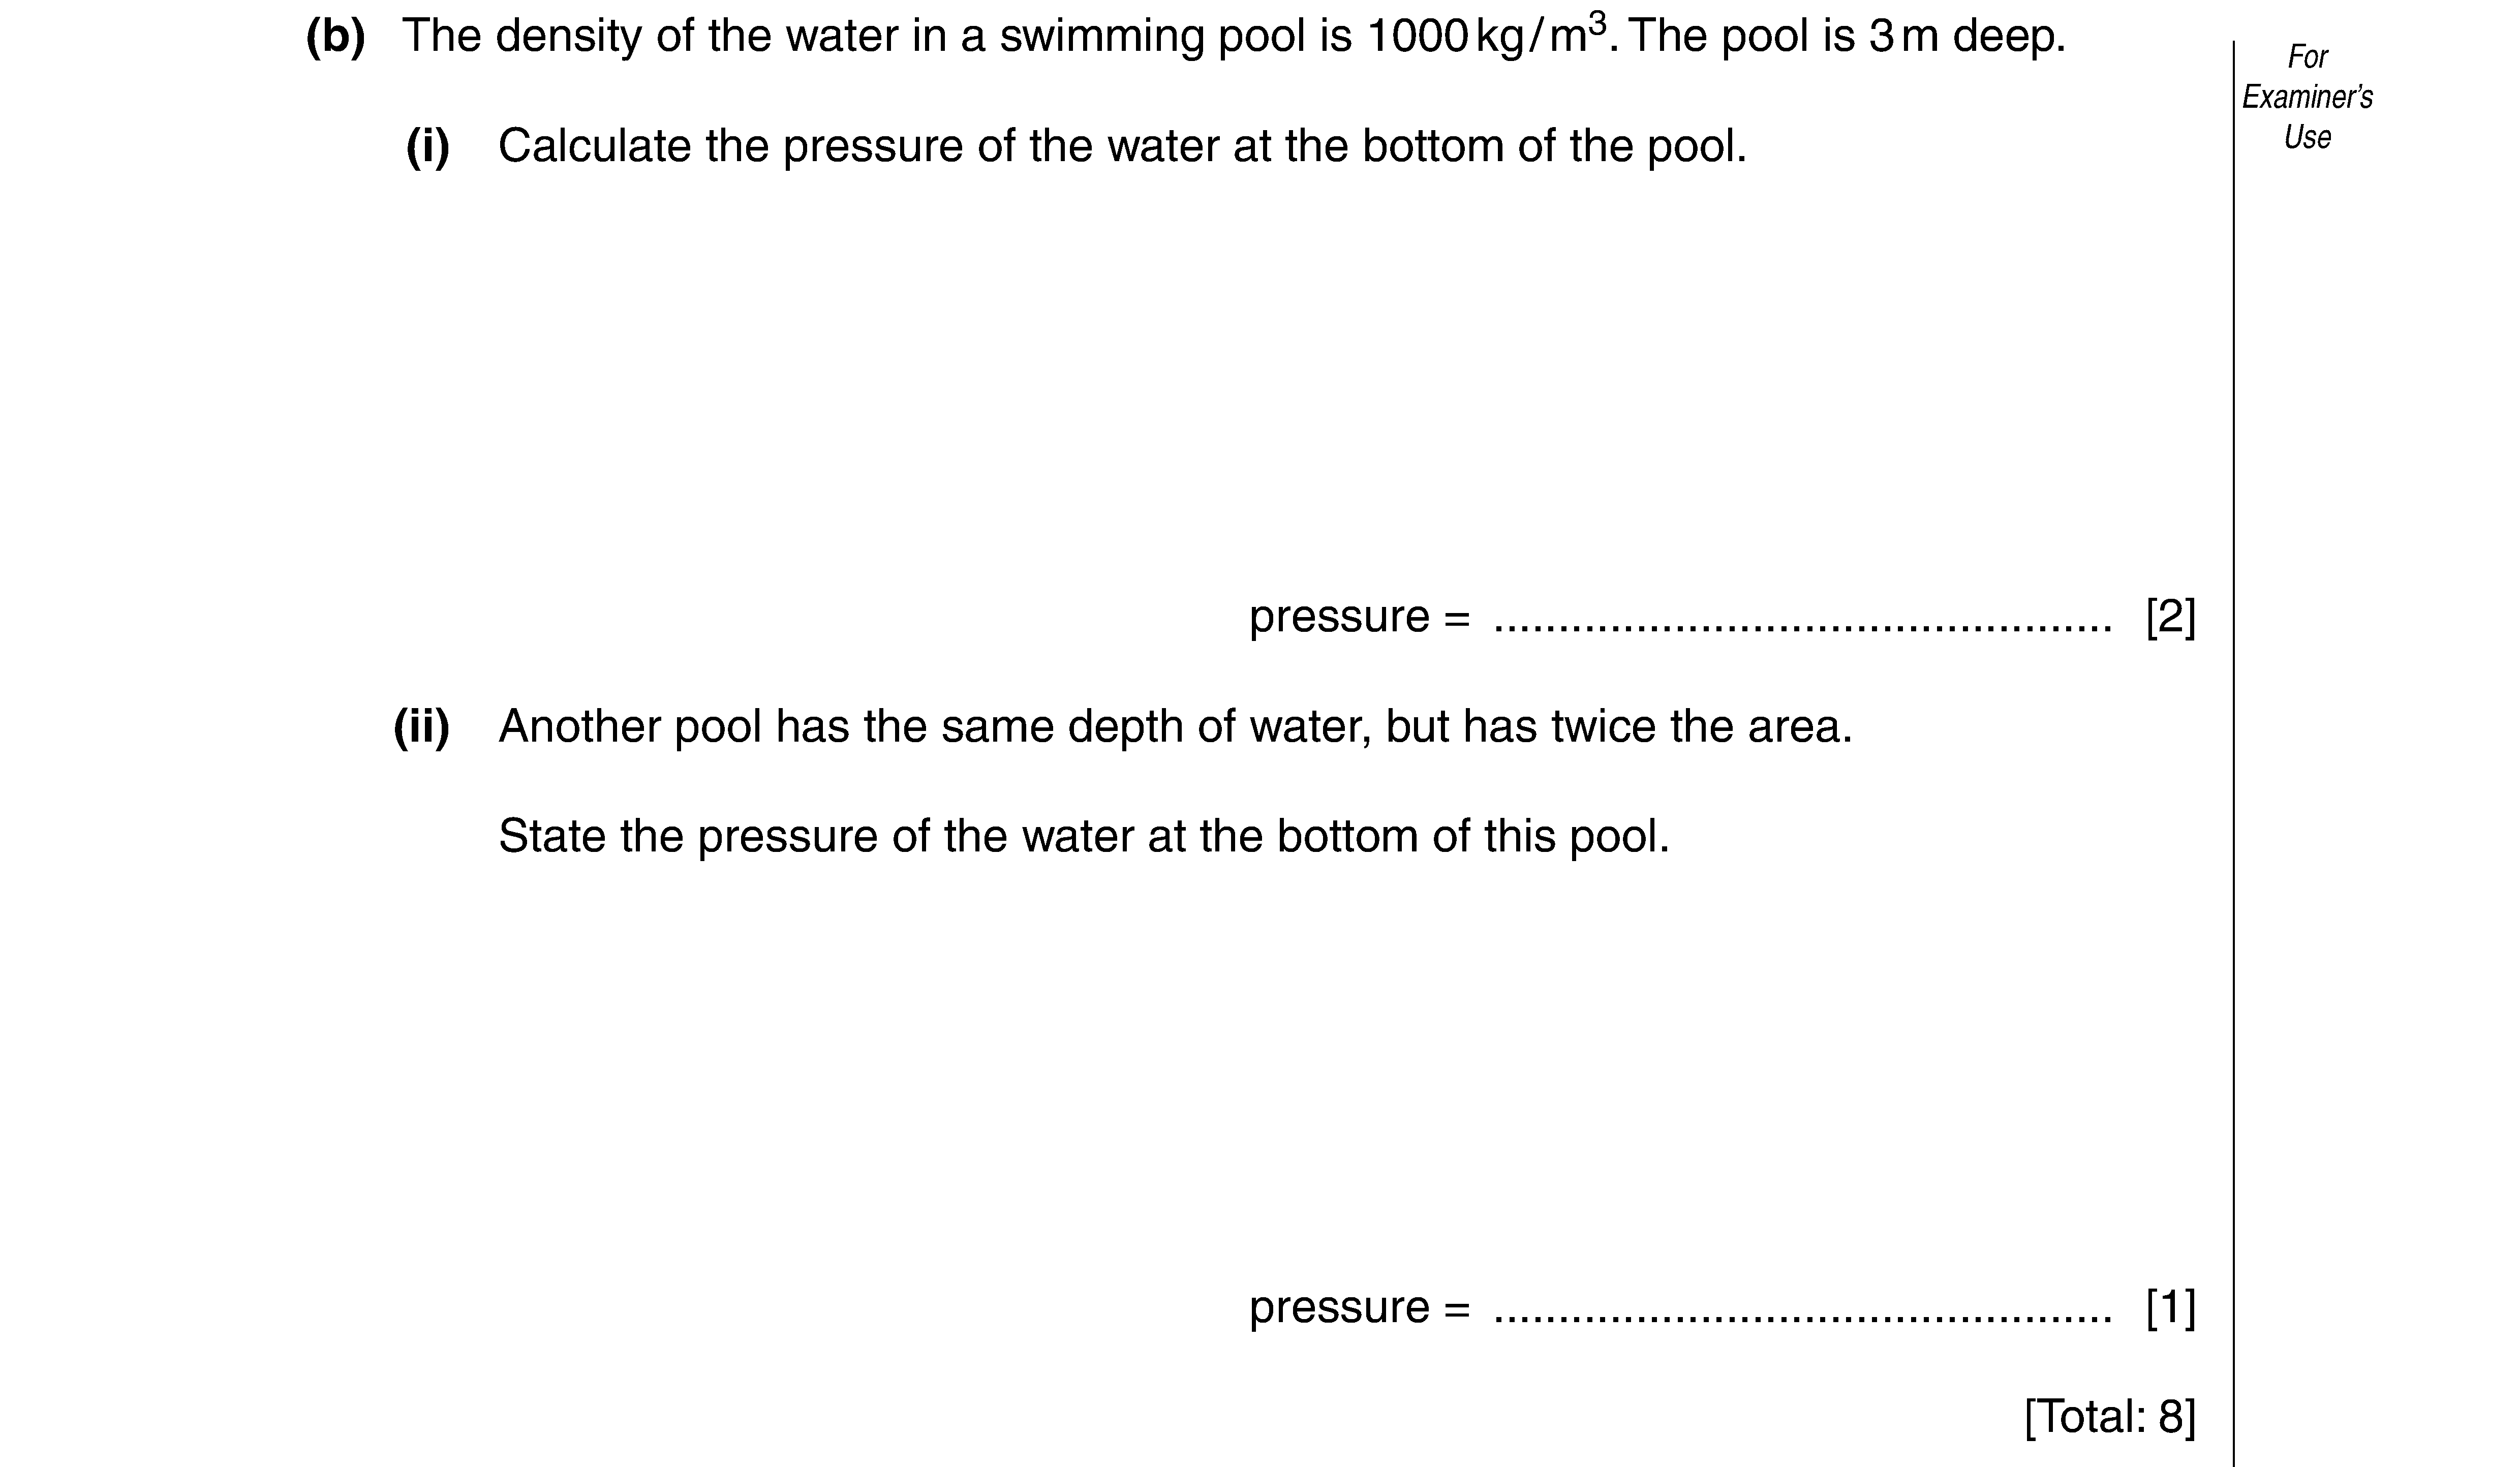 (b) The density of the water in a swimming pool is 1000 kg/m³. The pool is 3 m deep.
For
Examiner's
Use
(i) Calculate the pressure of the water at the bottom of the pool.
pressure = ................................................ [2]
(ii) Another pool has the same depth of water, but has twice the area.
State the pressure of the water at the bottom of this pool.
pressure = ................................................ [1]
[Total: 8]